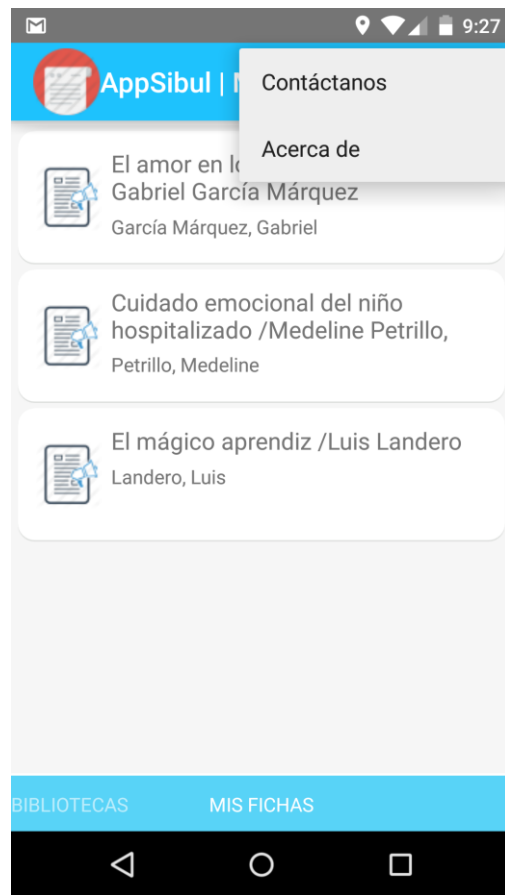 9:27
AppSibul |
Contáctanos
Acerca de
El amor en
Gabriel García Márquez
García Márquez, Gabriel
Cuidado emocional del niño
hospitalizado /Medeline Petrillo,
Petrillo, Medeline
El mágico aprendiz /Luis Landero
Landero, Luis
BIBLIOTECAS MIS FICHAS